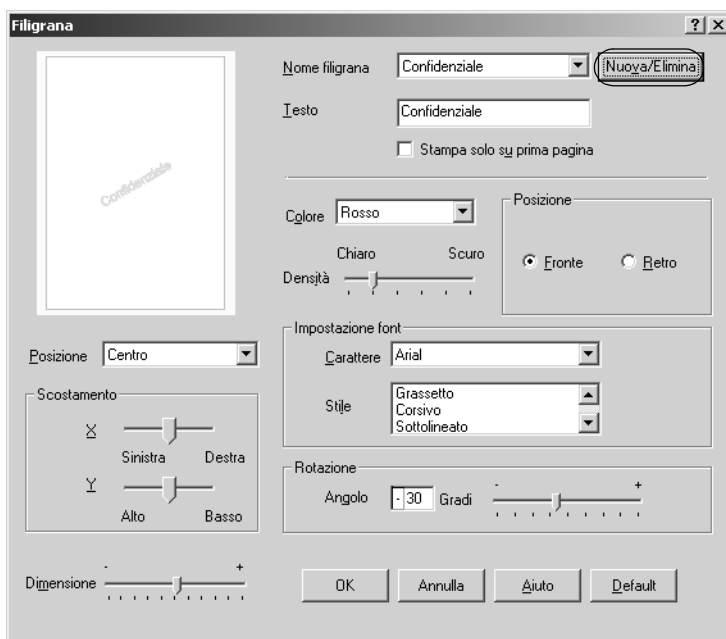 Filigrana
Confidenziale
Nome filigrana Confidenziale Nuova/Elimina
Testo Confidenziale
Stampa solo su prima pagina
Colore Rosso
Chiaro Scuro
Densità
Posizione
Fronte Retro
Posizione Centro
Scostamento
X
Sinistra Destra
Y
Alto Basso
Dimensione - +
Impostazione font
Carattere Arial
Stile Grassetto
Corsivo
Sottolineato
Rotazione
Angolo - 30 Gradi - +
OK Annulla Aiuto Default